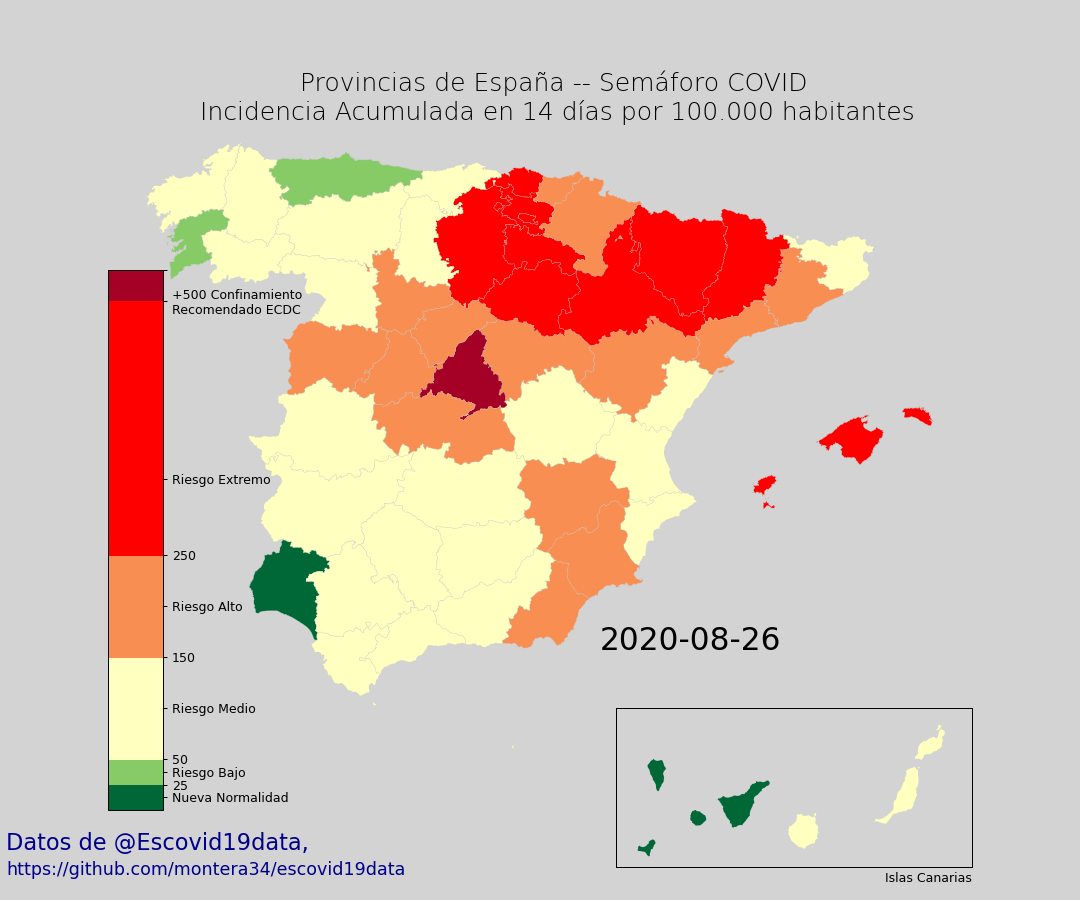 Provincias de España -- Semáforo COVID
Incidencia Acumulada en 14 días por 100.000 habitantes
+500 Confinamiento
Recomendado ECDC
Riesgo Extremo
250
Riesgo Alto
150
Riesgo Medio
50
Riesgo Bajo
25
Nueva Normalidad
2020-08-26
Islas Canarias
Datos de @Escovid19data,
https://github.com/montera34/escovid19data